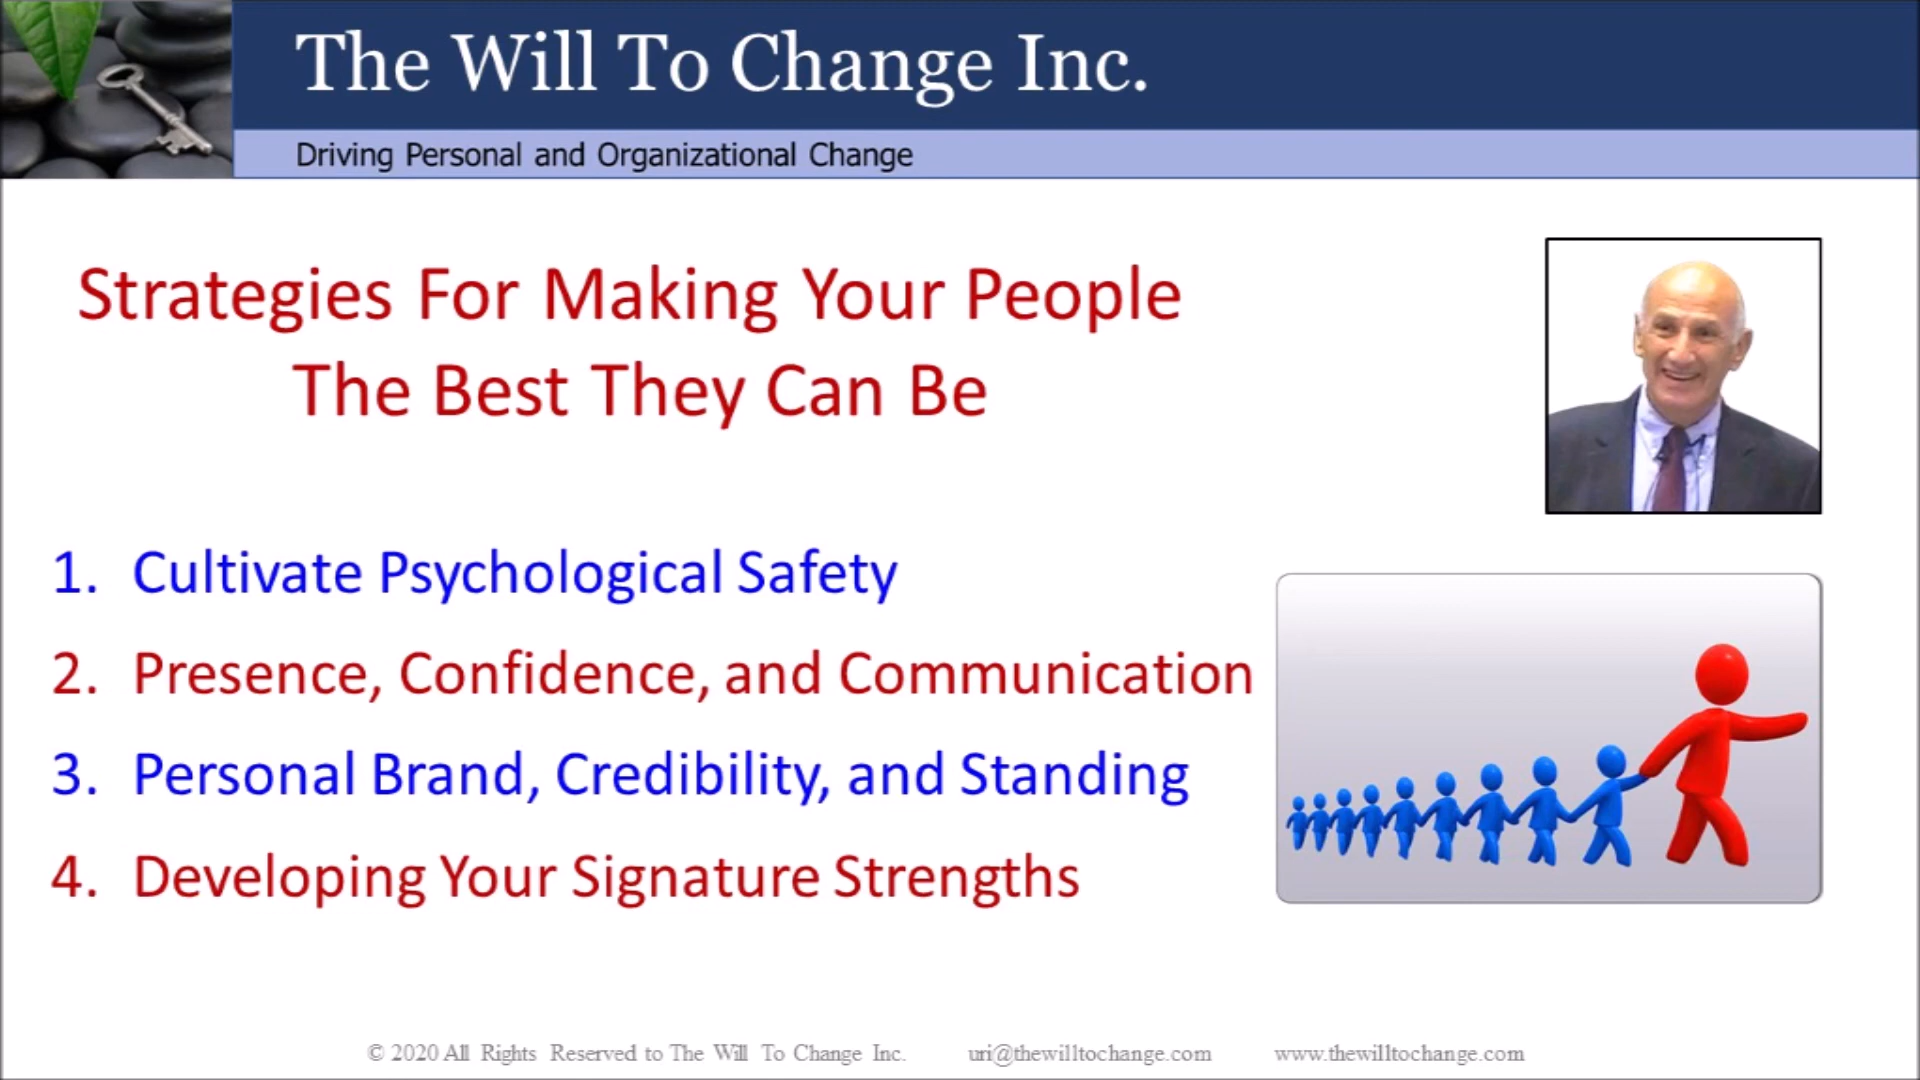 The Will To Change Inc.
Driving Personal and Organizational Change
Strategies For Making Your People
The Best They Can Be
1. Cultivate Psychological Safety
2. Presence, Confidence, and Communication
3. Personal Brand, Credibility, and Standing
4. Developing Your Signature Strengths
© 2020 All Rights Reserved to The Will To Change Inc. uri@thewilltochange.com www.thewilltochange.com